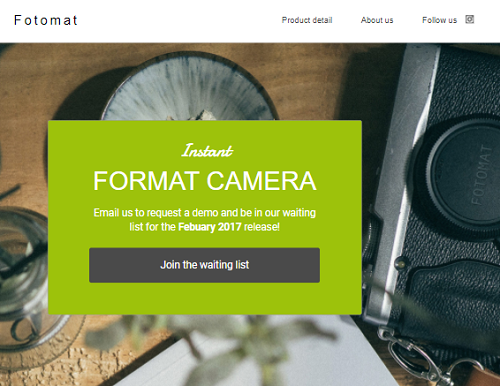 Fotomat
Product detail
About us
Follow us
Instant
FORMAT CAMERA
Email us to request a demo and be in our waiting
list for the Febuary 2017 release!
Join the waiting list
FOTOMAT